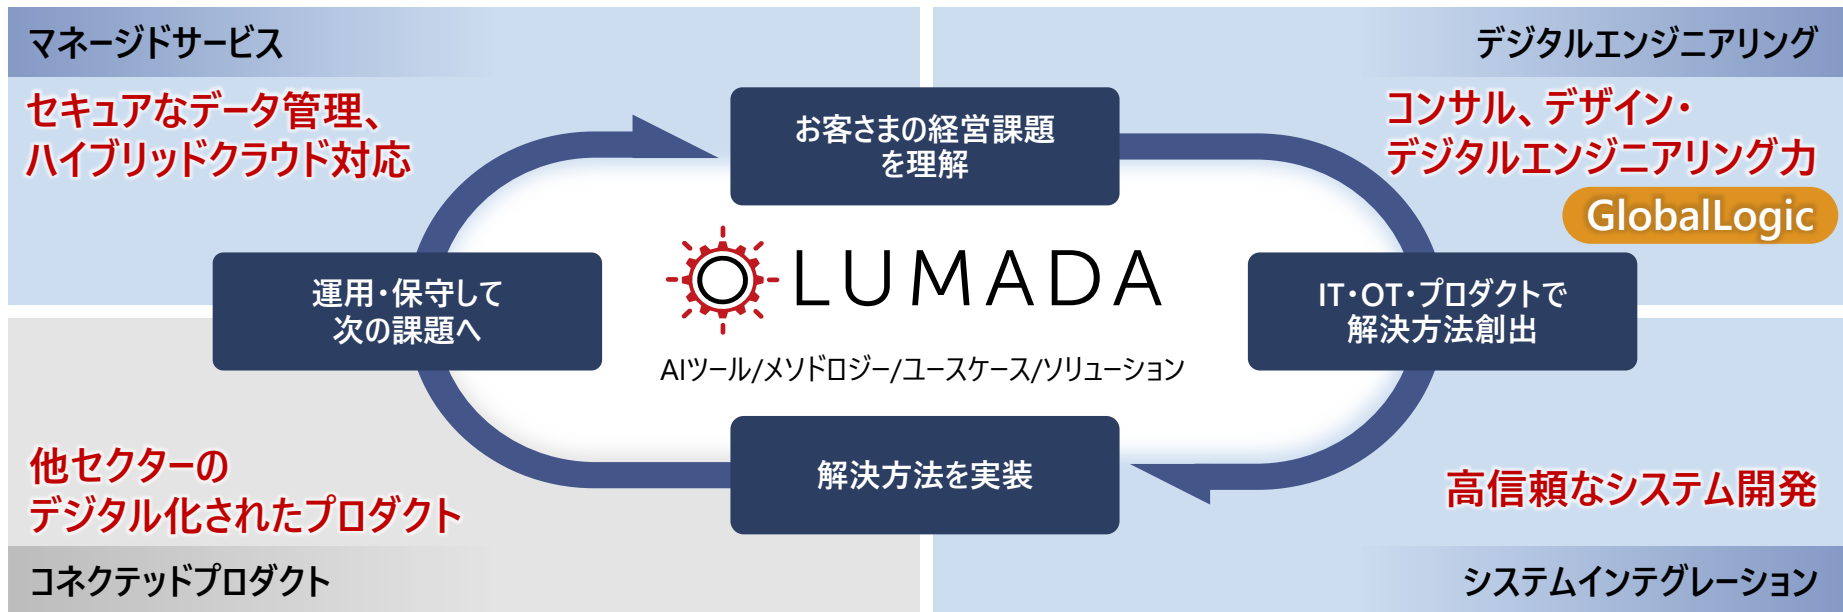 マネージドサービス
セキュアなデータ管理、
ハイブリッドクラウド対応
デジタルエンジニアリング
コンサル、デザイン・
デジタルエンジニアリング力
GlobalLogic
お客さまの経営課題
を理解
運用・保守して
次の課題へ
LUMADA
AIツール/メソドロジー/ユースケース/ソリューション
IT・OT・プロダクトで
解決方法創出
解決方法を実装
他セクターの
デジタル化されたプロダクト
コネクテッドプロダクト
高信頼なシステム開発
システムインテグレーション